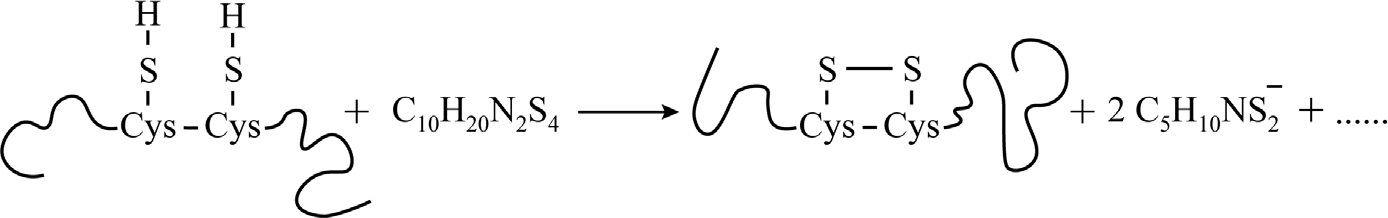 H H
S S S — S
Cys – Cys + C₁₀H₂₀N₂S₄ ⟶ Cys – Cys + 2 C₅H₁₀NS₂⁻ + ......